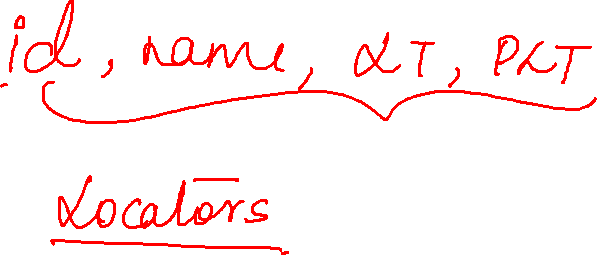 id, name, LT, PLT
Locators